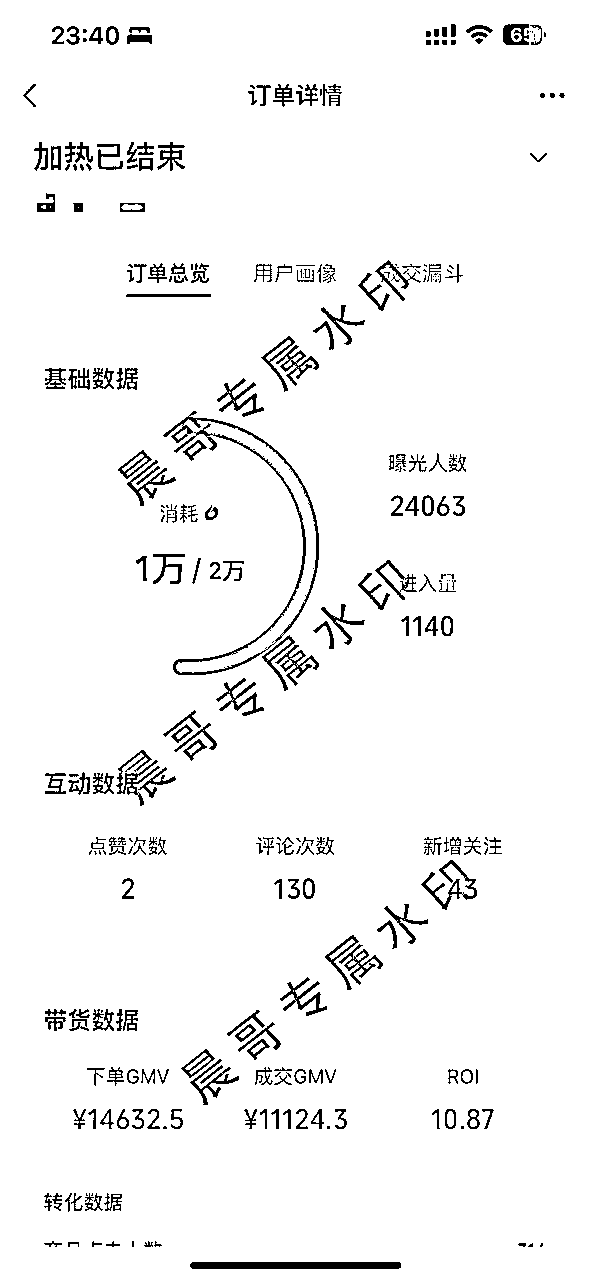 23:40
65
订单详情
加热已结束
订单总览 用户画像 成交漏斗
基础数据
曝光人数
24063
消耗
1万/2万
进入量
1140
互动数据
点赞次数 评论次数 新增关注
2 130 43
带货数据
下单GMV 成交GMV ROI
¥14632.5 ¥11124.3 10.87
转化数据
晨哥专属水印
晨哥专属水印
晨哥专属水印